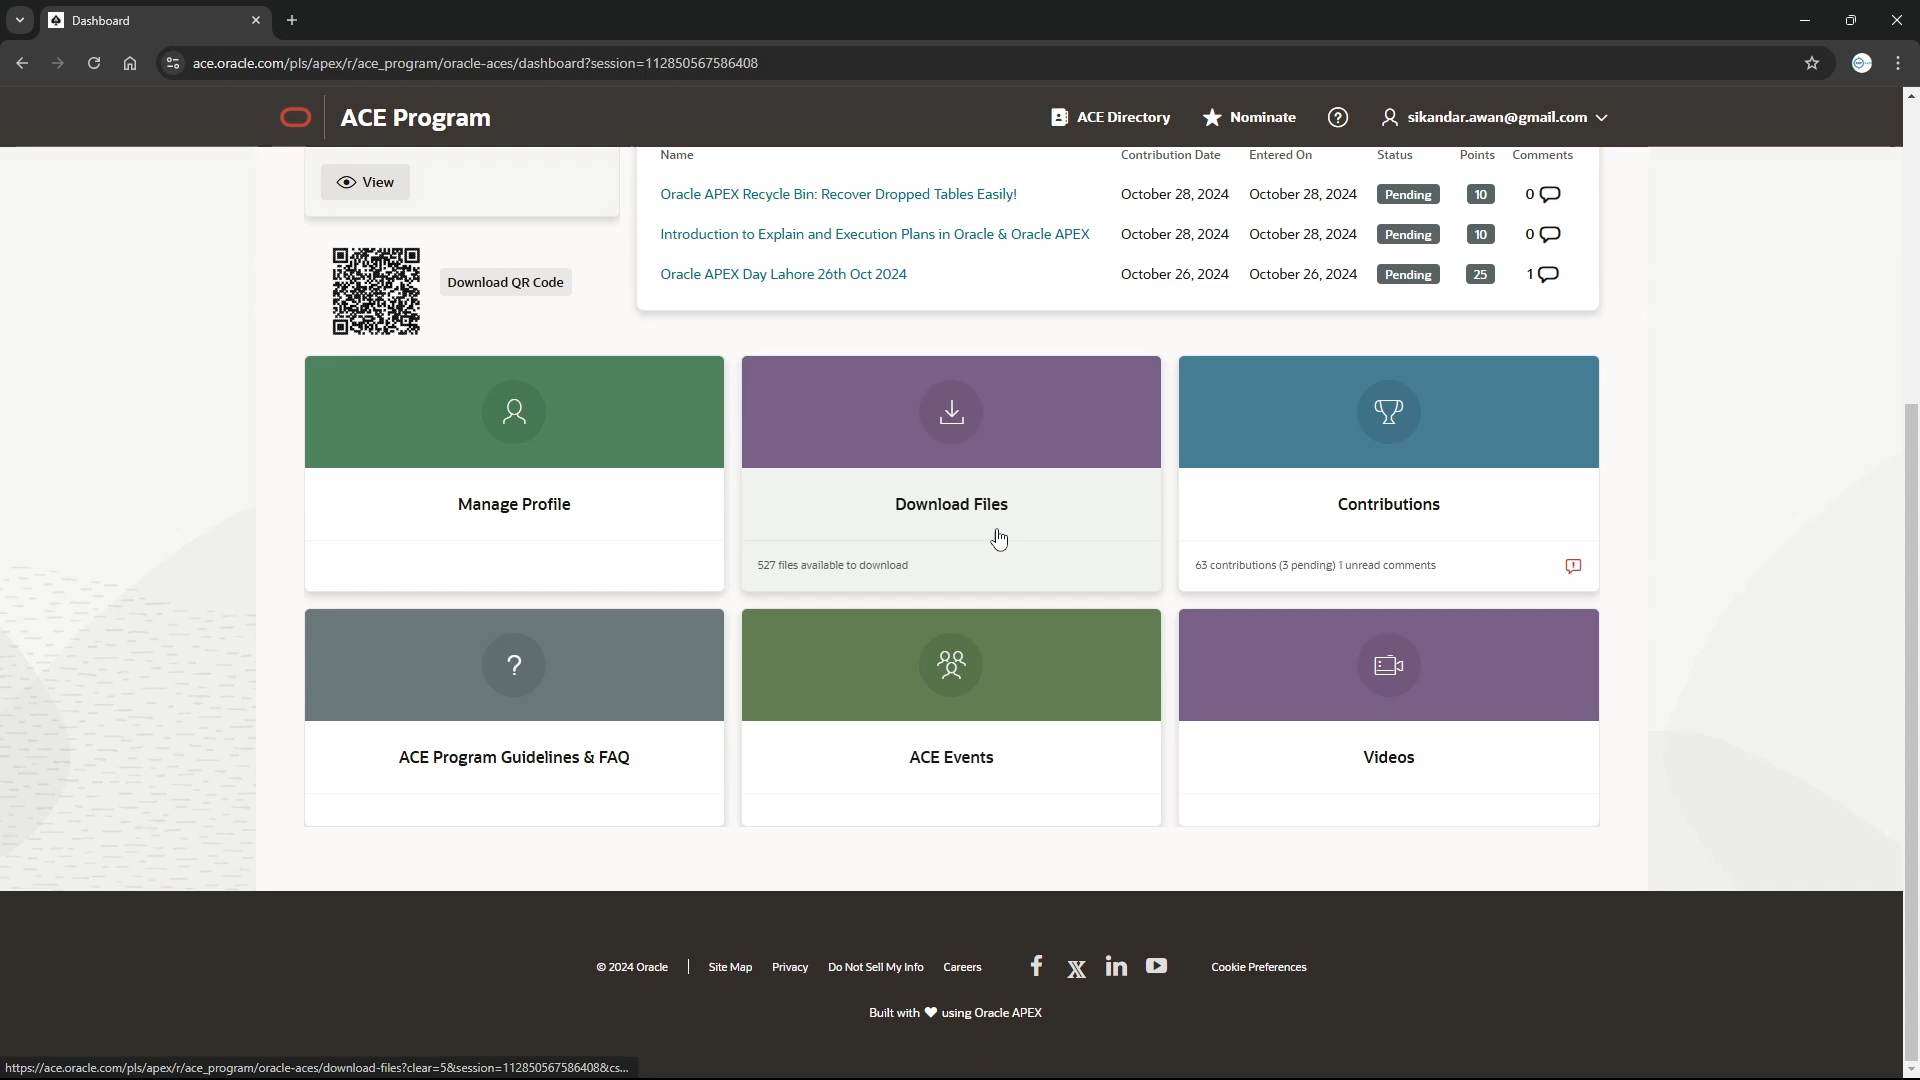 Dashboard
ace.oracle.com/pls/apex/r/ace_program/oracle-aces/dashboard?session=112850567586408
ACE Program
ACE Directory
Nominate
sikandar.awan@gmail.com
View
Download QR Code
Name Contribution Date Entered On Status Points Comments
Oracle APEX Recycle Bin: Recover Dropped Tables Easily! October 28, 2024 October 28, 2024 Pending 10 0
Introduction to Explain and Execution Plans in Oracle & Oracle APEX October 28, 2024 October 28, 2024 Pending 10 0
Oracle APEX Day Lahore 26th Oct 2024 October 26, 2024 October 26, 2024 Pending 25 1
Manage Profile
Download Files
527 files available to download
Contributions
63 contributions (3 pending) 1 unread comments
?
ACE Program Guidelines & FAQ
ACE Events
Videos
© 2024 Oracle | Site Map Privacy Do Not Sell My Info Careers
Cookie Preferences
Built with ♥ using Oracle APEX
https://ace.oracle.com/pls/apex/r/ace_program/oracle-aces/download-files?clear=5&session=112850567586408&cs...